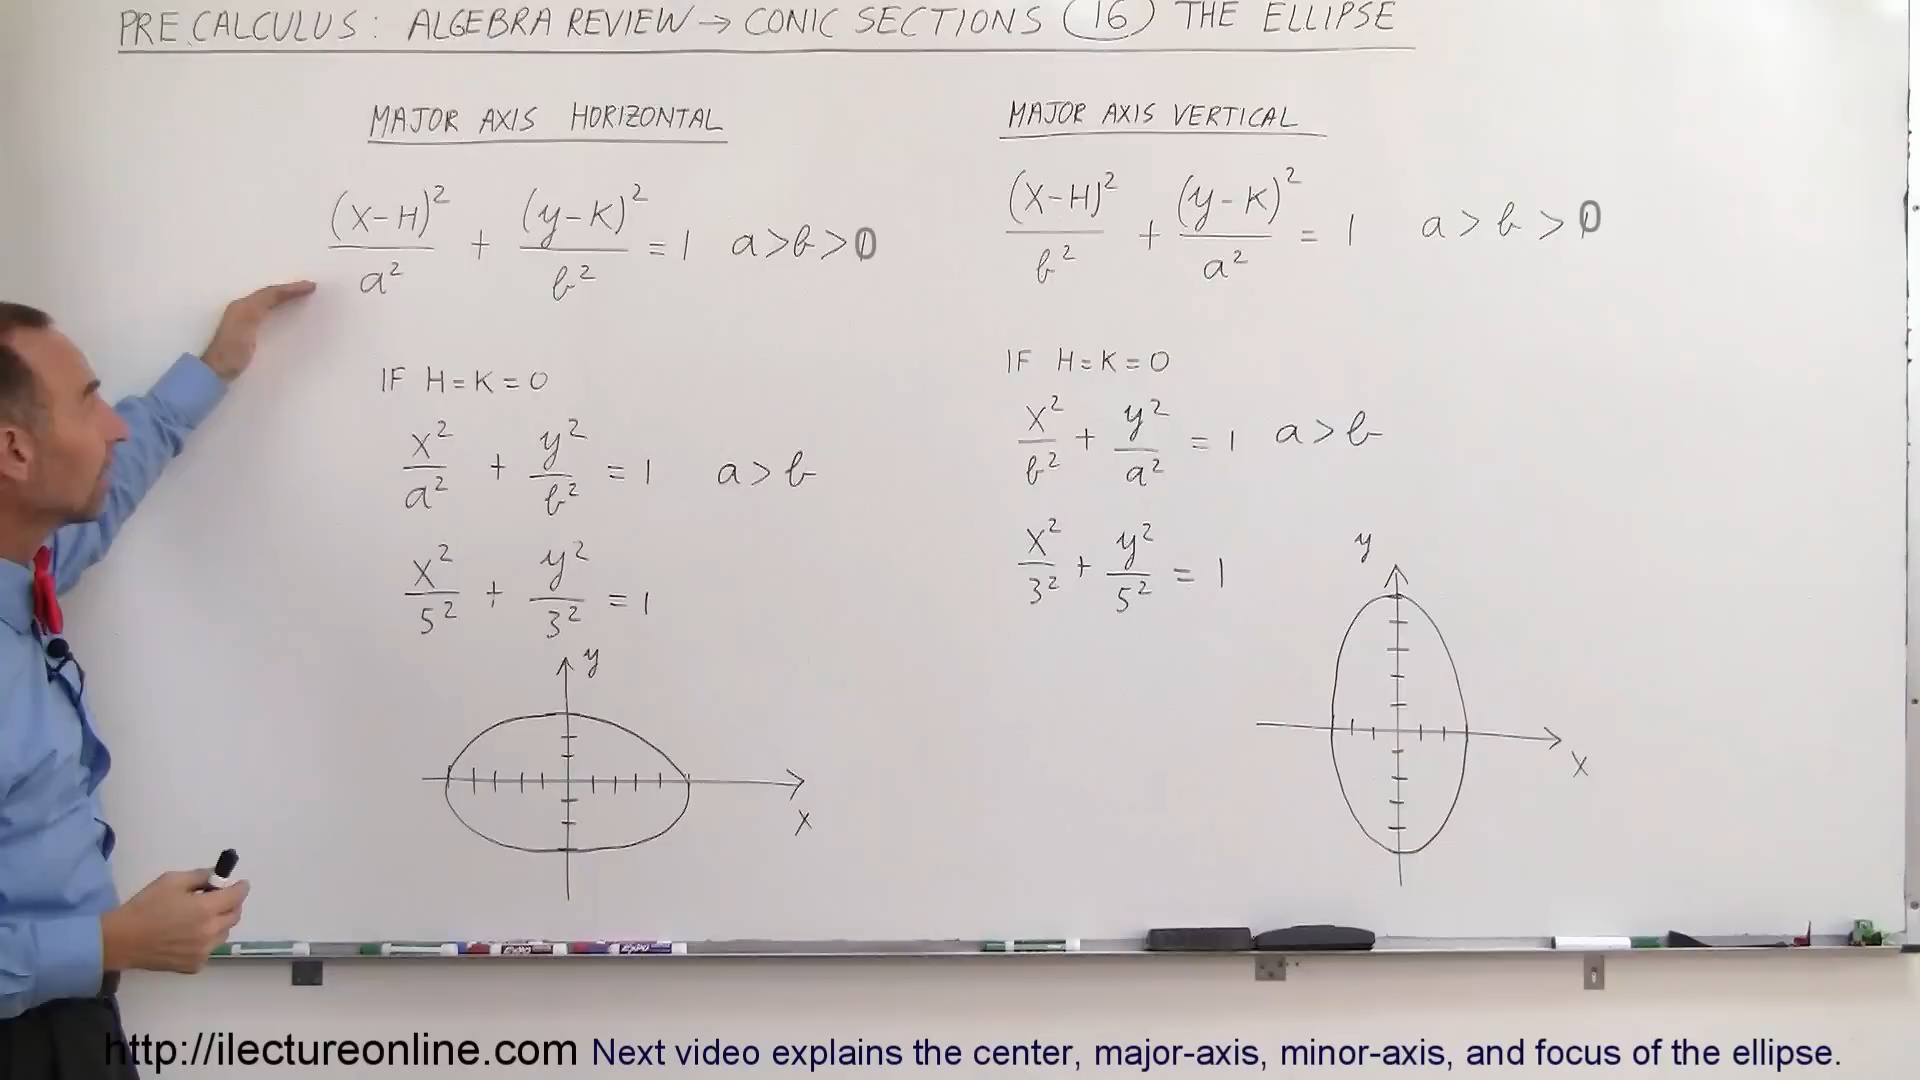 PRE CALCULUS: ALGEBRA REVIEW → CONIC SECTIONS 16 THE ELLIPSE
MAJOR AXIS HORIZONTAL
(X-H)²/a² + (y-K)²/b² = 1 a>b>0
IF H=K=0
X²/a² + y²/b² = 1 a>b
X²/5² + y²/3² = 1
y
X
MAJOR AXIS VERTICAL
(X-H)²/b² + (y-K)²/a² = 1 a>b>0
IF H=K=0
X²/b² + y²/a² = 1 a>b
X²/3² + y²/5² = 1
y
X
EXPO
http://ilectureonline.com Next video explains the center, major-axis, minor-axis, and focus of the ellipse.